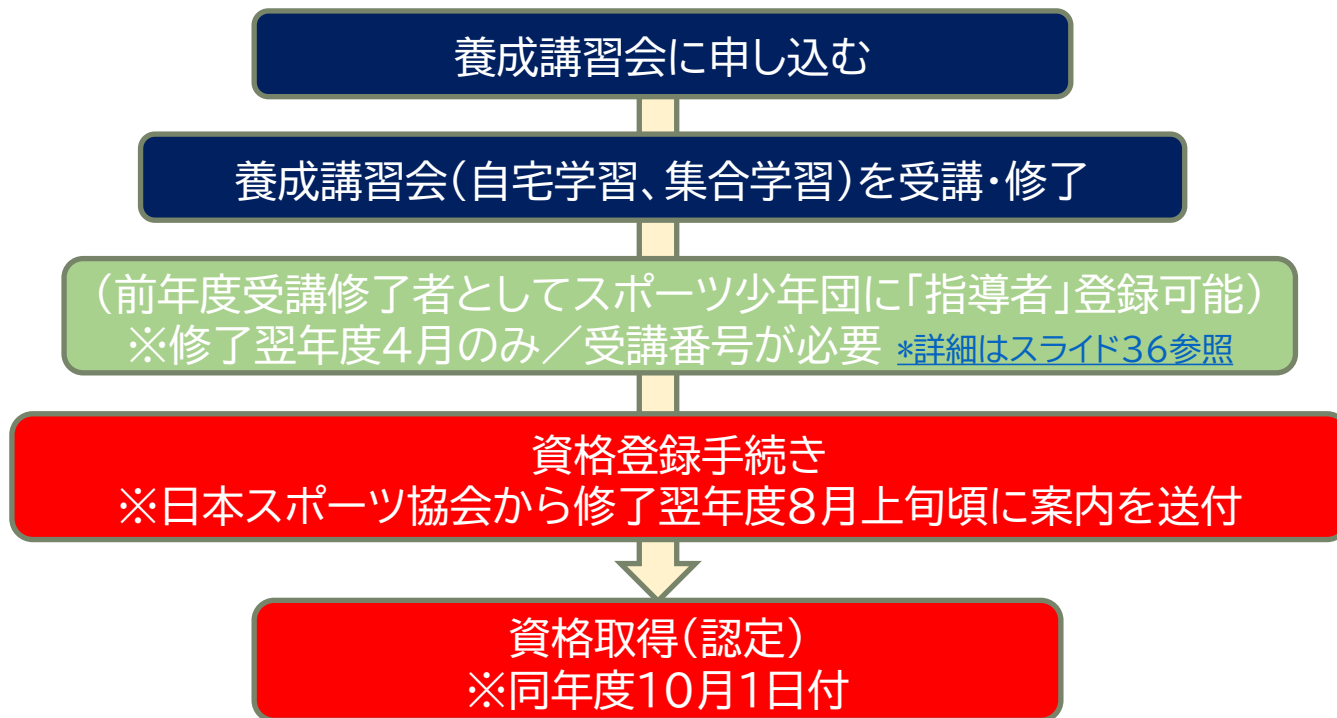 養成講習会に申し込む
養成講習会(自宅学習、集合学習)を受講・修了
(前年度受講修了者としてスポーツ少年団に「指導者」登録可能)
※修了翌年度4月のみ/受講番号が必要 *詳細はスライド36参照
資格登録手続き
※日本スポーツ協会から修了翌年度8月上旬頃に案内を送付
資格取得(認定)
※同年度10月1日付